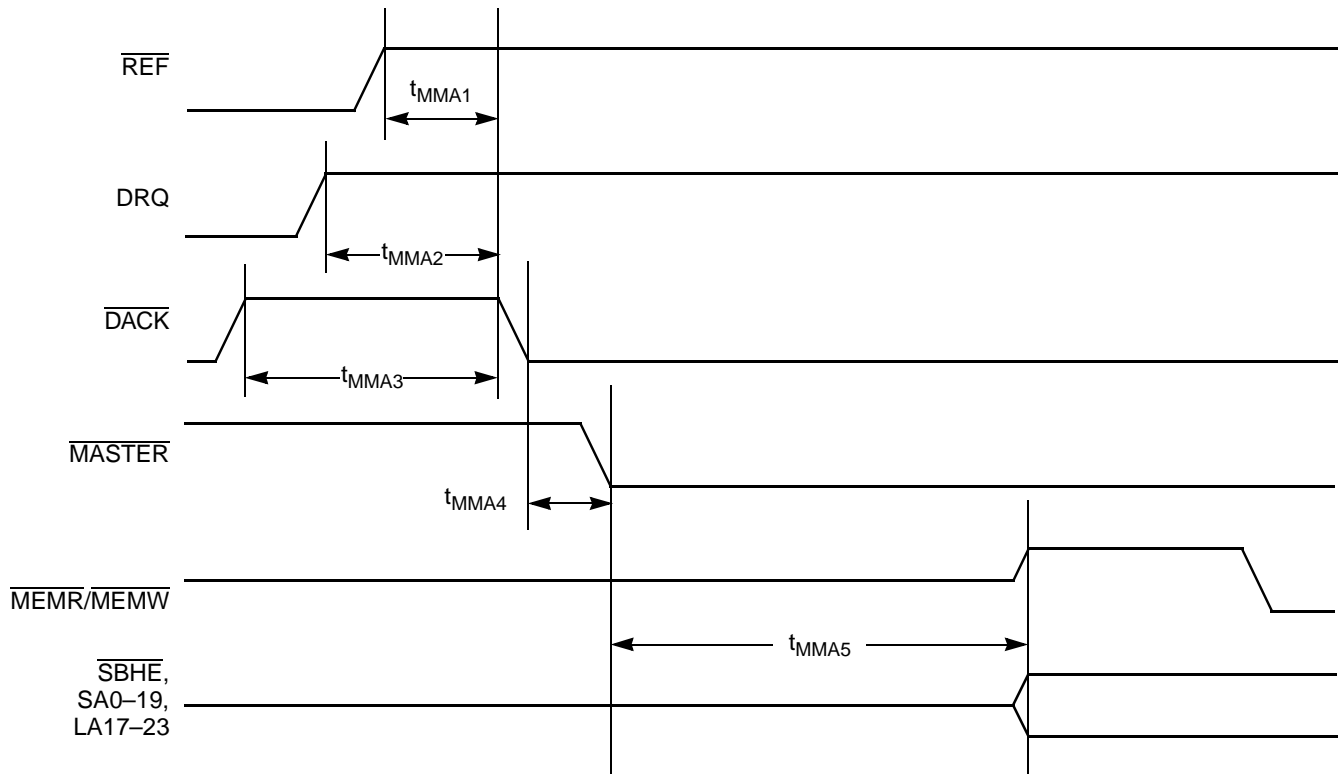 REF
tMMA1
DRQ
tMMA2
DACK
tMMA3
MASTER
tMMA4
MEMR/MEMW
tMMA5
SBHE,
SA0–19,
LA17–23